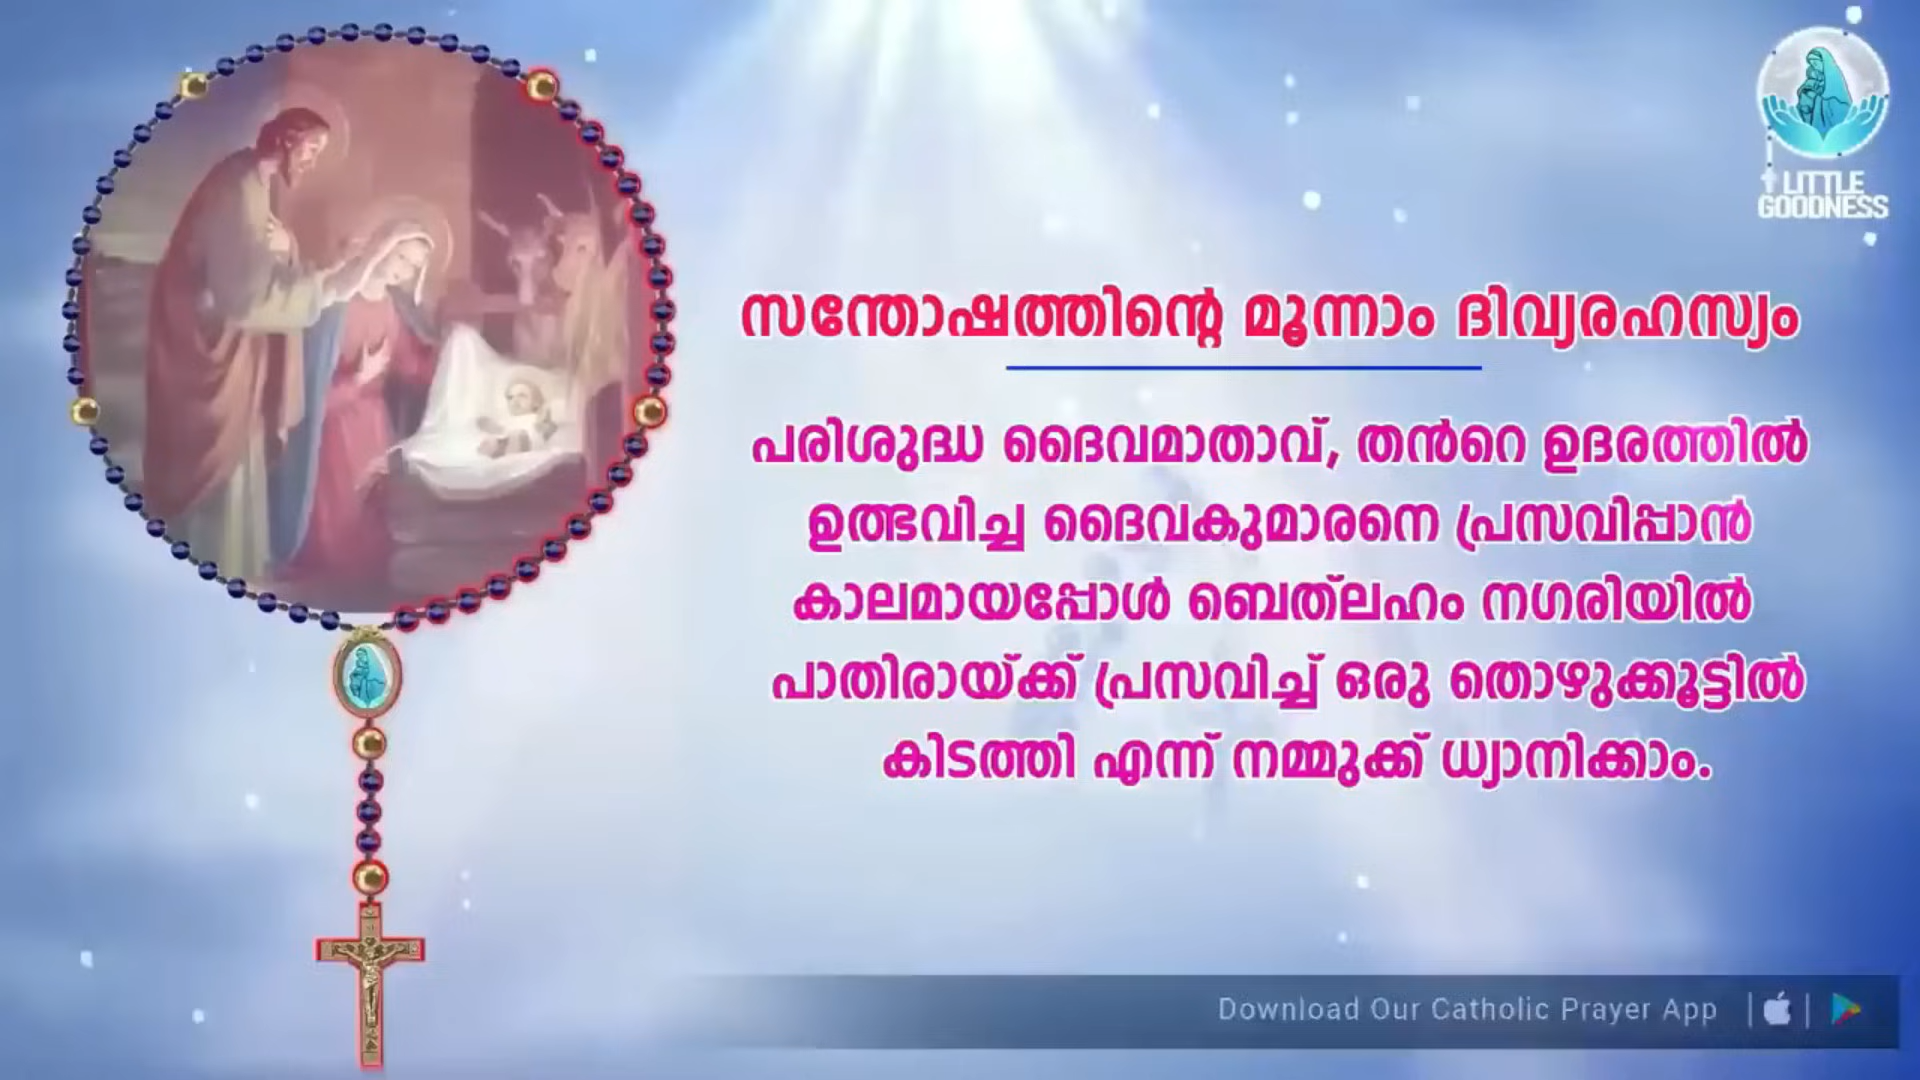 LITTLE
GOODNESS
സന്തോഷത്തിന്റെ മൂന്നാം ദിവ്യരഹസ്യം
പരിശുദ്ധ ദൈവമാതാവ്, തൻറെ ഉദരത്തിൽ
ഉത്ഭവിച്ച ദൈവകുമാരനെ പ്രസവിപ്പാൻ
കാലമായപ്പോൾ ബെത്‌ലഹം നഗരിയിൽ
പാതിരായ്ക്ക് പ്രസവിച്ച് ഒരു തൊഴുക്കൂട്ടിൽ
കിടത്തി എന്ന് നമ്മുക്ക് ധ്യാനിക്കാം.
Download Our Catholic Prayer App